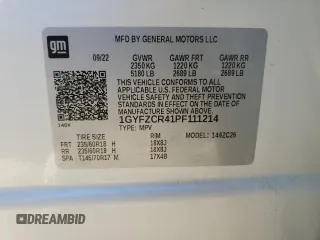 gm
MFD BY GENERAL MOTORS LLC
09/22 GVWR GAWR FRT GAWR RR
2350 KG 1220 KG 1220 KG
5180 LB 2689 LB 2689 LB
THIS VEHICLE CONFORMS TO ALL
APPLICABLE U.S. FEDERAL MOTOR
VEHICLE SAFETY, BUMPER, AND
THEFT PREVENTION STANDARDS
IN EFFECT ON THE DATE OF
MANUFACTURE SHOWN ABOVE.
1GYFZCR41PF111214
TYPE: MPV
TIRE SIZE RIM MODEL:
FRT 235/60R18 H 18X8J
RR 235/60R18 H 18X8J
SPA T145/70R17 M 17X4B
© DIFARAMD.COM